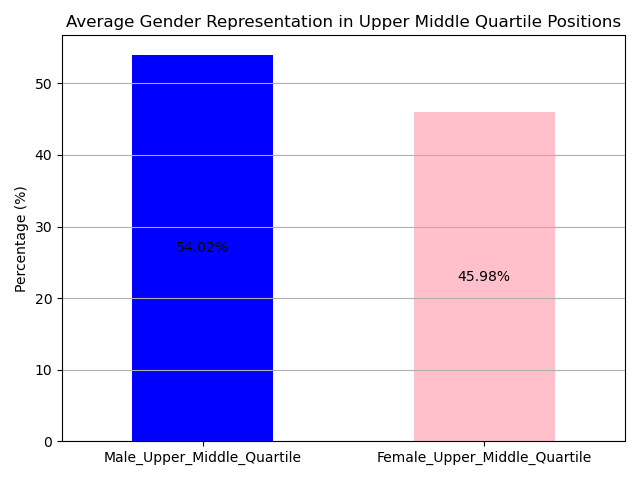 Average Gender Representation in Upper Middle Quartile Positions
Percentage (%)
50
40
30
20
10
0
54.02%
45.98%
Male_Upper_Middle_Quartile
Female_Upper_Middle_Quartile